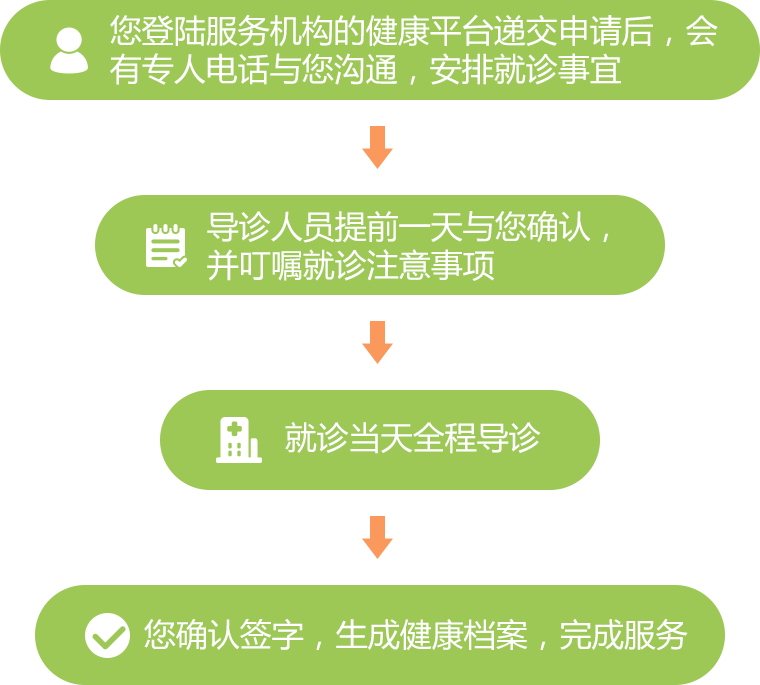 您登陆服务机构的健康平台递交申请后，会
有专人电话与您沟通，安排就诊事宜
导诊人员提前一天与您确认，
并叮嘱就诊注意事项
就诊当天全程导诊
您确认签字，生成健康档案，完成服务